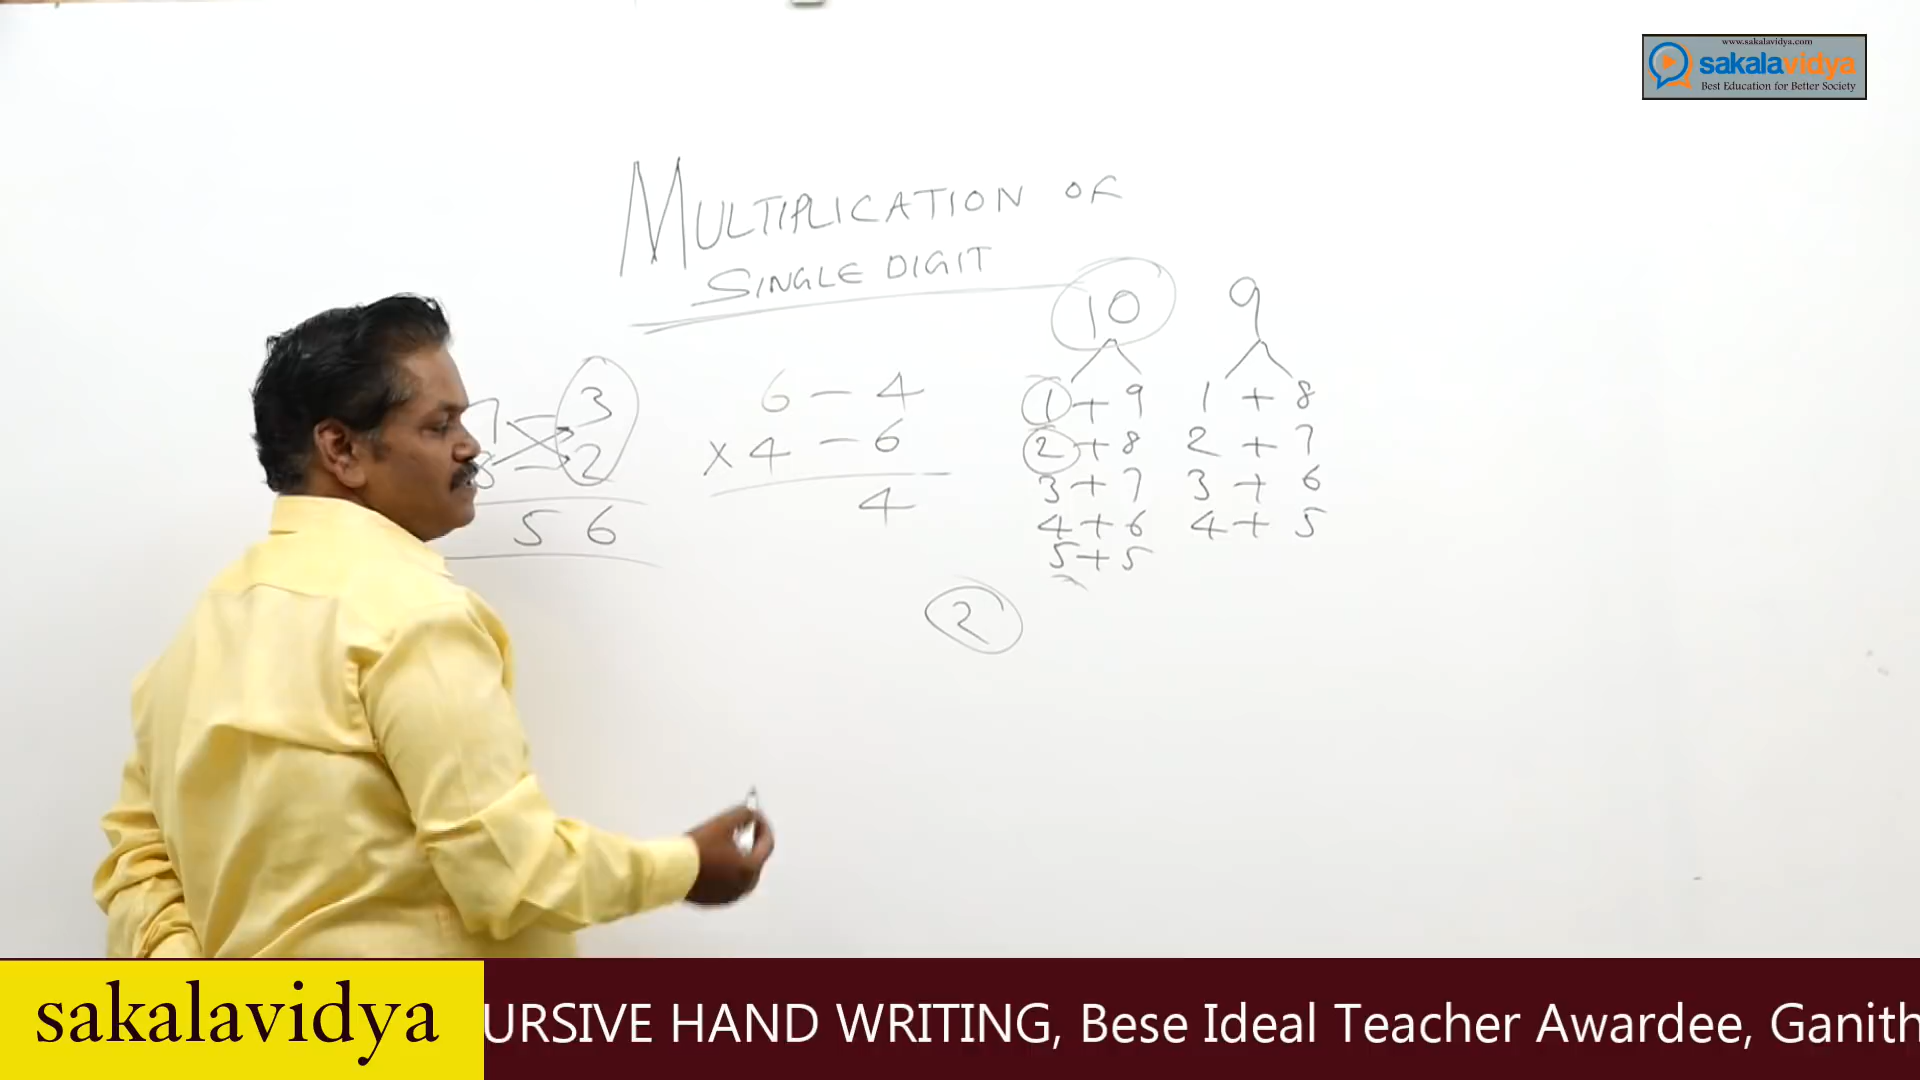 www.sakalavidya.com
sakalavidya
Best Education for Better Society
MULTIPLICATION OF
SINGLE DIGIT
10 9
7 3
8 2
5 6
6 - 4
× 4 - 6
4
1 + 9
2 + 8
3 + 7
4 + 6
5 + 5
1 + 8
2 + 7
3 + 6
4 + 5
2
sakalavidya
URSIVE HAND WRITING, Bese Ideal Teacher Awardee, Ganith